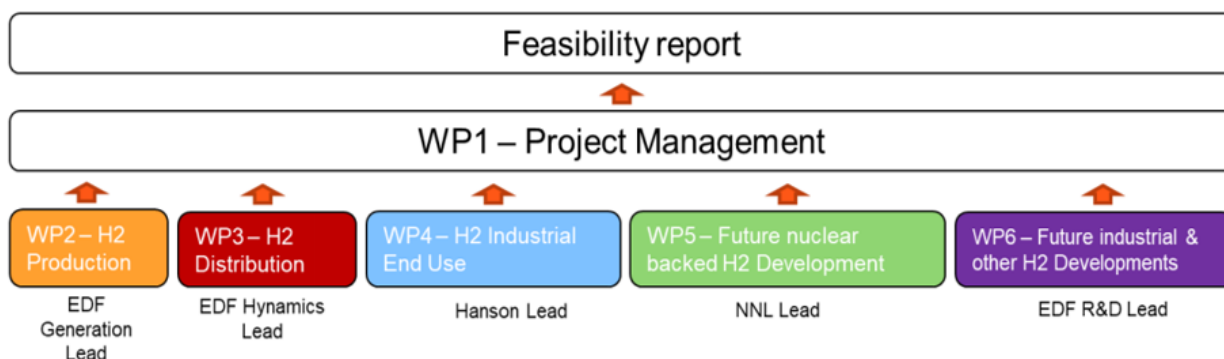 Feasibility report
WP1 – Project Management
WP2 – H2
Production
WP3 – H2
Distribution
WP4 – H2 Industrial
End Use
WP5 – Future nuclear
backed H2 Development
WP6 – Future industrial &
other H2 Developments
EDF
Generation
Lead
EDF Hynamics
Lead
Hanson Lead
NNL Lead
EDF R&D Lead